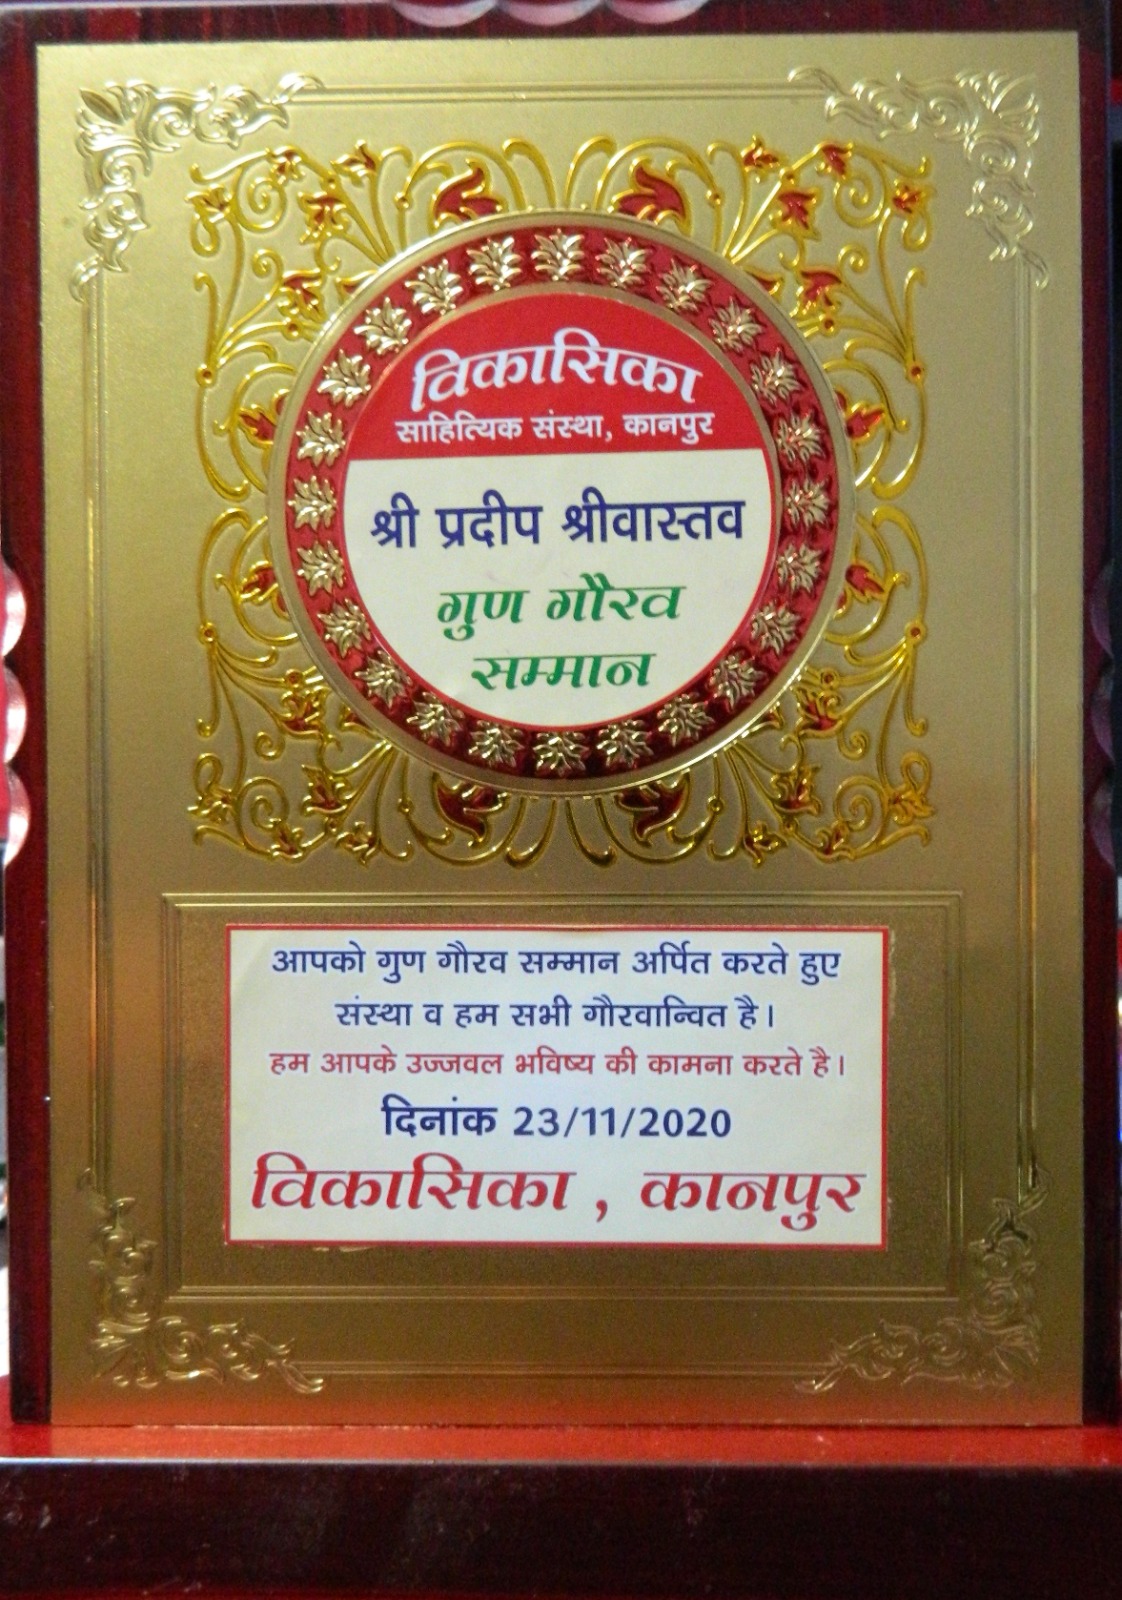 विकासिका
साहित्यिक संस्था, कानपुर
श्री प्रदीप श्रीवास्तव
गुण गौरव
सम्मान
आपको गुण गौरव सम्मान अर्पित करते हुए
संस्था व हम सभी गौरवान्वित है।
हम आपके उज्जवल भविष्य की कामना करते है।
दिनांक 23/11/2020
विकासिका , कानपुर